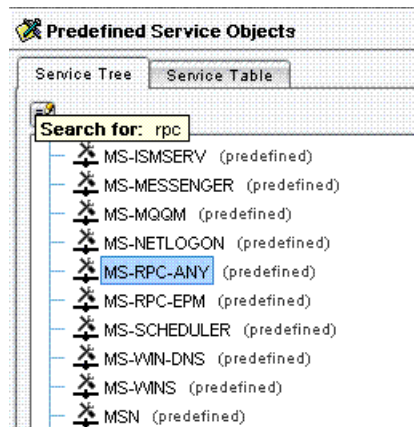 Predefined Service Objects
Service Tree Service Table
Search for: rpc
MS-ISMSERV (predefined)
MS-MESSENGER (predefined)
MS-MQQM (predefined)
MS-NETLOGON (predefined)
MS-RPC-ANY (predefined)
MS-RPC-EPM (predefined)
MS-SCHEDULER (predefined)
MS-WIN-DNS (predefined)
MS-WINS (predefined)
MSN (predefined)